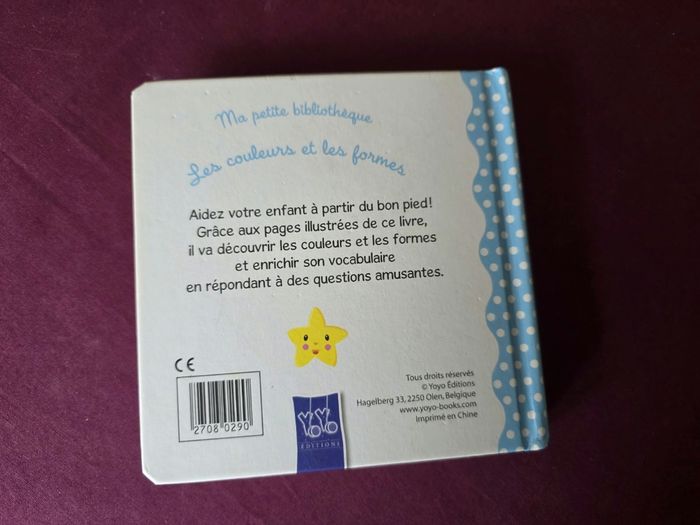 Ma petite bibliothèque
Les couleurs et les formes
Aidez votre enfant à partir du bon pied!
Grâce aux pages illustrées de ce livre,
il va découvrir les couleurs et les formes
et enrichir son vocabulaire
en répondant à des questions amusantes.
CE
2708 0290
YOYO
ÉDITIONS
Tous droits réservés
© Yoyo Éditions
Hagelberg 33, 2250 Olen, Belgique
www.yoyo-books.com
imprimé en Chine